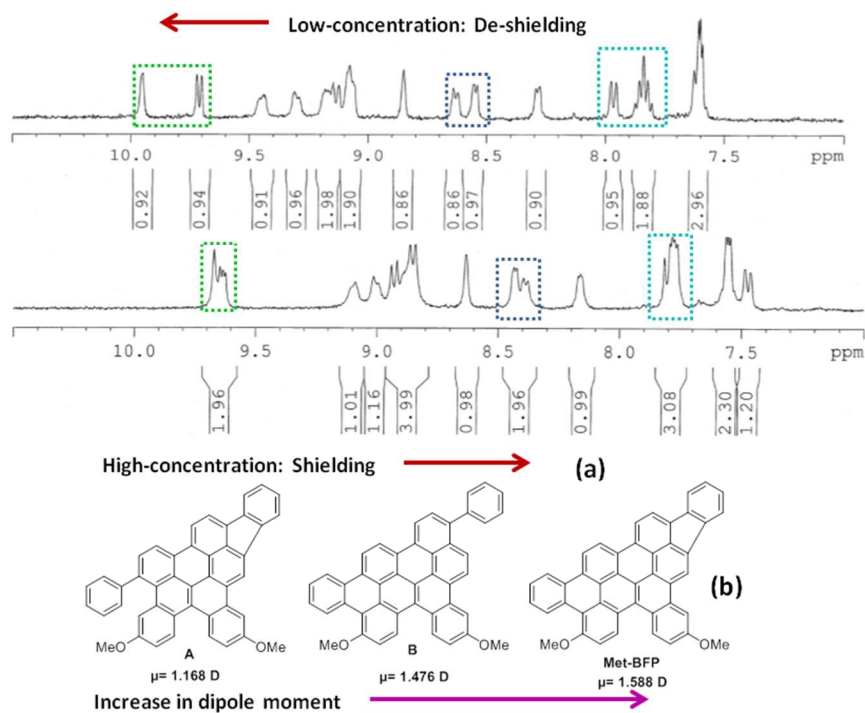 Low-concentration: De-shielding
10.0 9.5 9.0 8.5 8.0 7.5 ppm
0.92 0.94 0.91 0.96 1.98 1.90 0.86 0.86 0.97 0.90 0.95 1.88 2.96
10.0 9.5 9.0 8.5 8.0 7.5 ppm
1.96 1.01 1.16 3.99 0.98 1.96 0.99 3.08 2.30 1.20
High-concentration: Shielding (a)
(b)
MeO OMe MeO OMe MeO OMe
A B Met-BFP
μ= 1.168 D μ= 1.476 D μ= 1.588 D
Increase in dipole moment